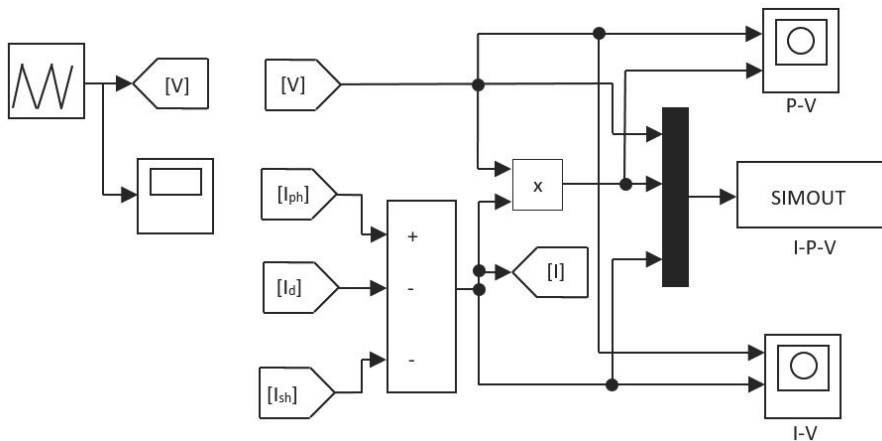 [V]
[V]
P-V
[Iph]
x
SIMOUT
I-P-V
+
[Id]
-
[I]
-
[Ish]
I-V